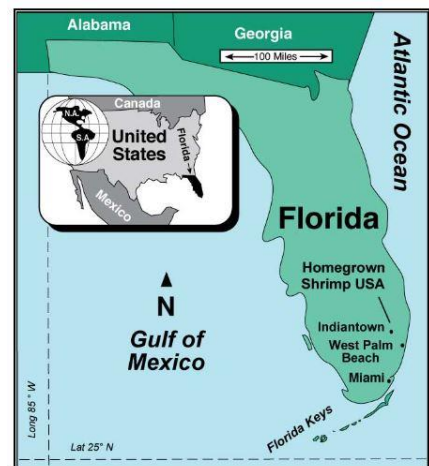 Alabama
Georgia
100 Miles
Atlantic Ocean
Canada
N.A.
S.A.
United
States
Florida
Mexico
Florida
Homegrown
Shrimp USA
N
Gulf of
Mexico
Indiantown
West Palm
Beach
Miami
Florida Keys
Long 85° W
Lat 25° N